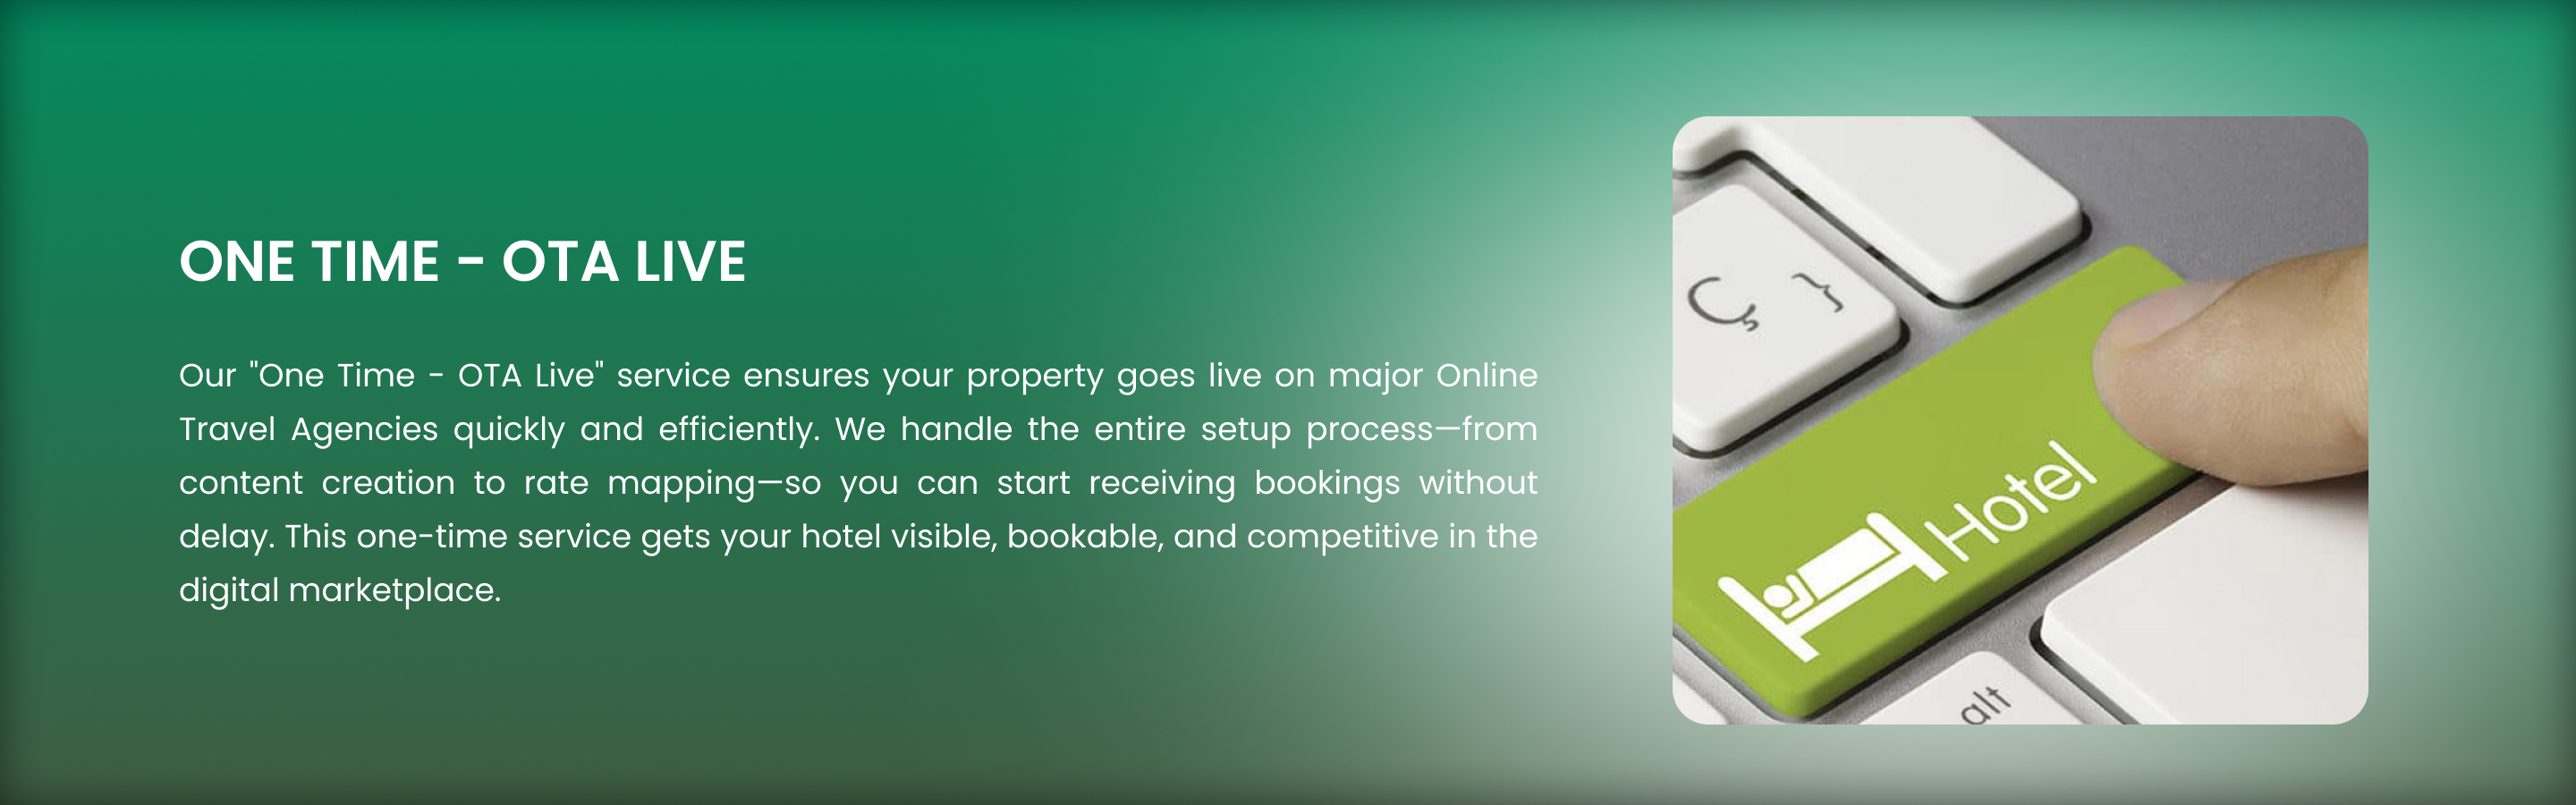 ONE TIME - OTA LIVE
Our "One Time - OTA Live" service ensures your property goes live on major Online
Travel Agencies quickly and efficiently. We handle the entire setup process—from
content creation to rate mapping—so you can start receiving bookings without
delay. This one-time service gets your hotel visible, bookable, and competitive in the
digital marketplace.
Ç }
Hotel
alt